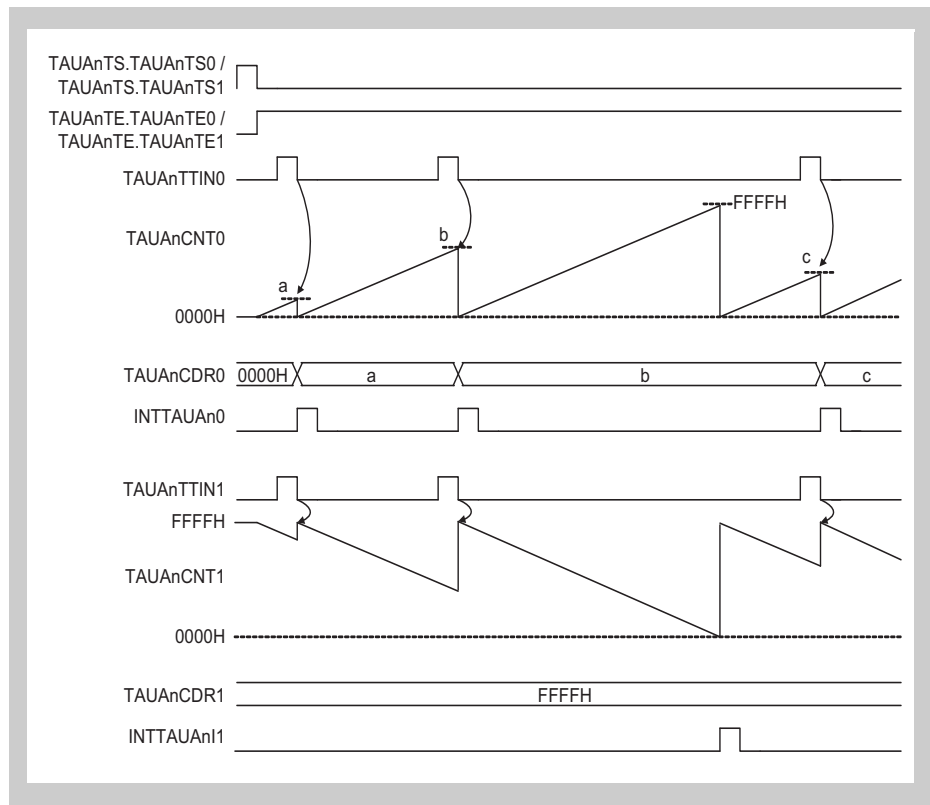 TAUAnTS.TAUAnTS0 /
TAUAnTS.TAUAnTS1
TAUAnTE.TAUAnTE0 /
TAUAnTE.TAUAnTE1
TAUAnTTIN0
FFFFH
TAUAnCNT0
b
c
a
0000H
TAUAnCDR0 0000H a b c
INTTAUAn0
TAUAnTTIN1
FFFFH
TAUAnCNT1
0000H
TAUAnCDR1 FFFFH
INTTAUAnI1